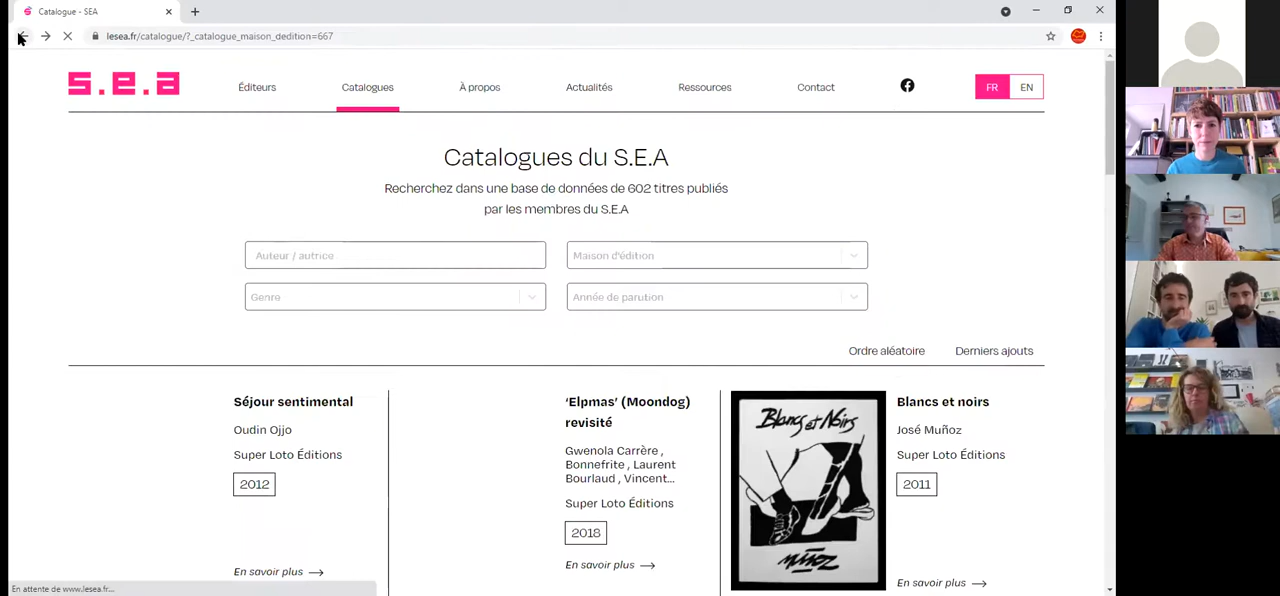 Catalogue - SEA
lesea.fr/catalogue/?_catalogue_maison_dedition=667
s.e.a
Éditeurs
Catalogues
À propos
Actualités
Ressources
Contact
FR
EN
Catalogues du S.E.A
Recherchez dans une base de données de 602 titres publiés
par les membres du S.E.A
Auteur / autrice
Maison d'édition
Genre
Année de parution
Ordre aléatoire
Derniers ajouts
Séjour sentimental
Oudin Ojjo
Super Loto Éditions
2012
En savoir plus
‘Elpmas’ (Moondog)
revisité
Gwenola Carrère ,
Bonnefrite , Laurent
Bourlaud , Vincent...
Super Loto Éditions
2018
En savoir plus
Blancs et Noirs
muñoz
Blancs et noirs
José Muñoz
Super Loto Éditions
2011
En savoir plus
En attente de www.lesea.fr...